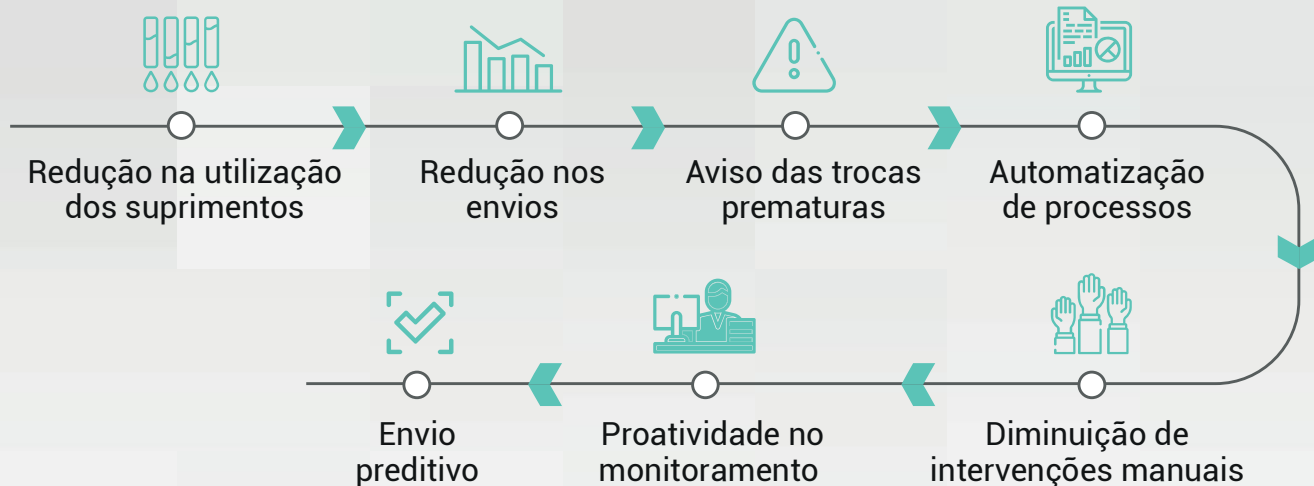 Redução na utilização
dos suprimentos
Redução nos
envios
Aviso das trocas
prematuras
Automatização
de processos
Diminuição de
intervenções manuais
Proatividade no
monitoramento
Envio
preditivo